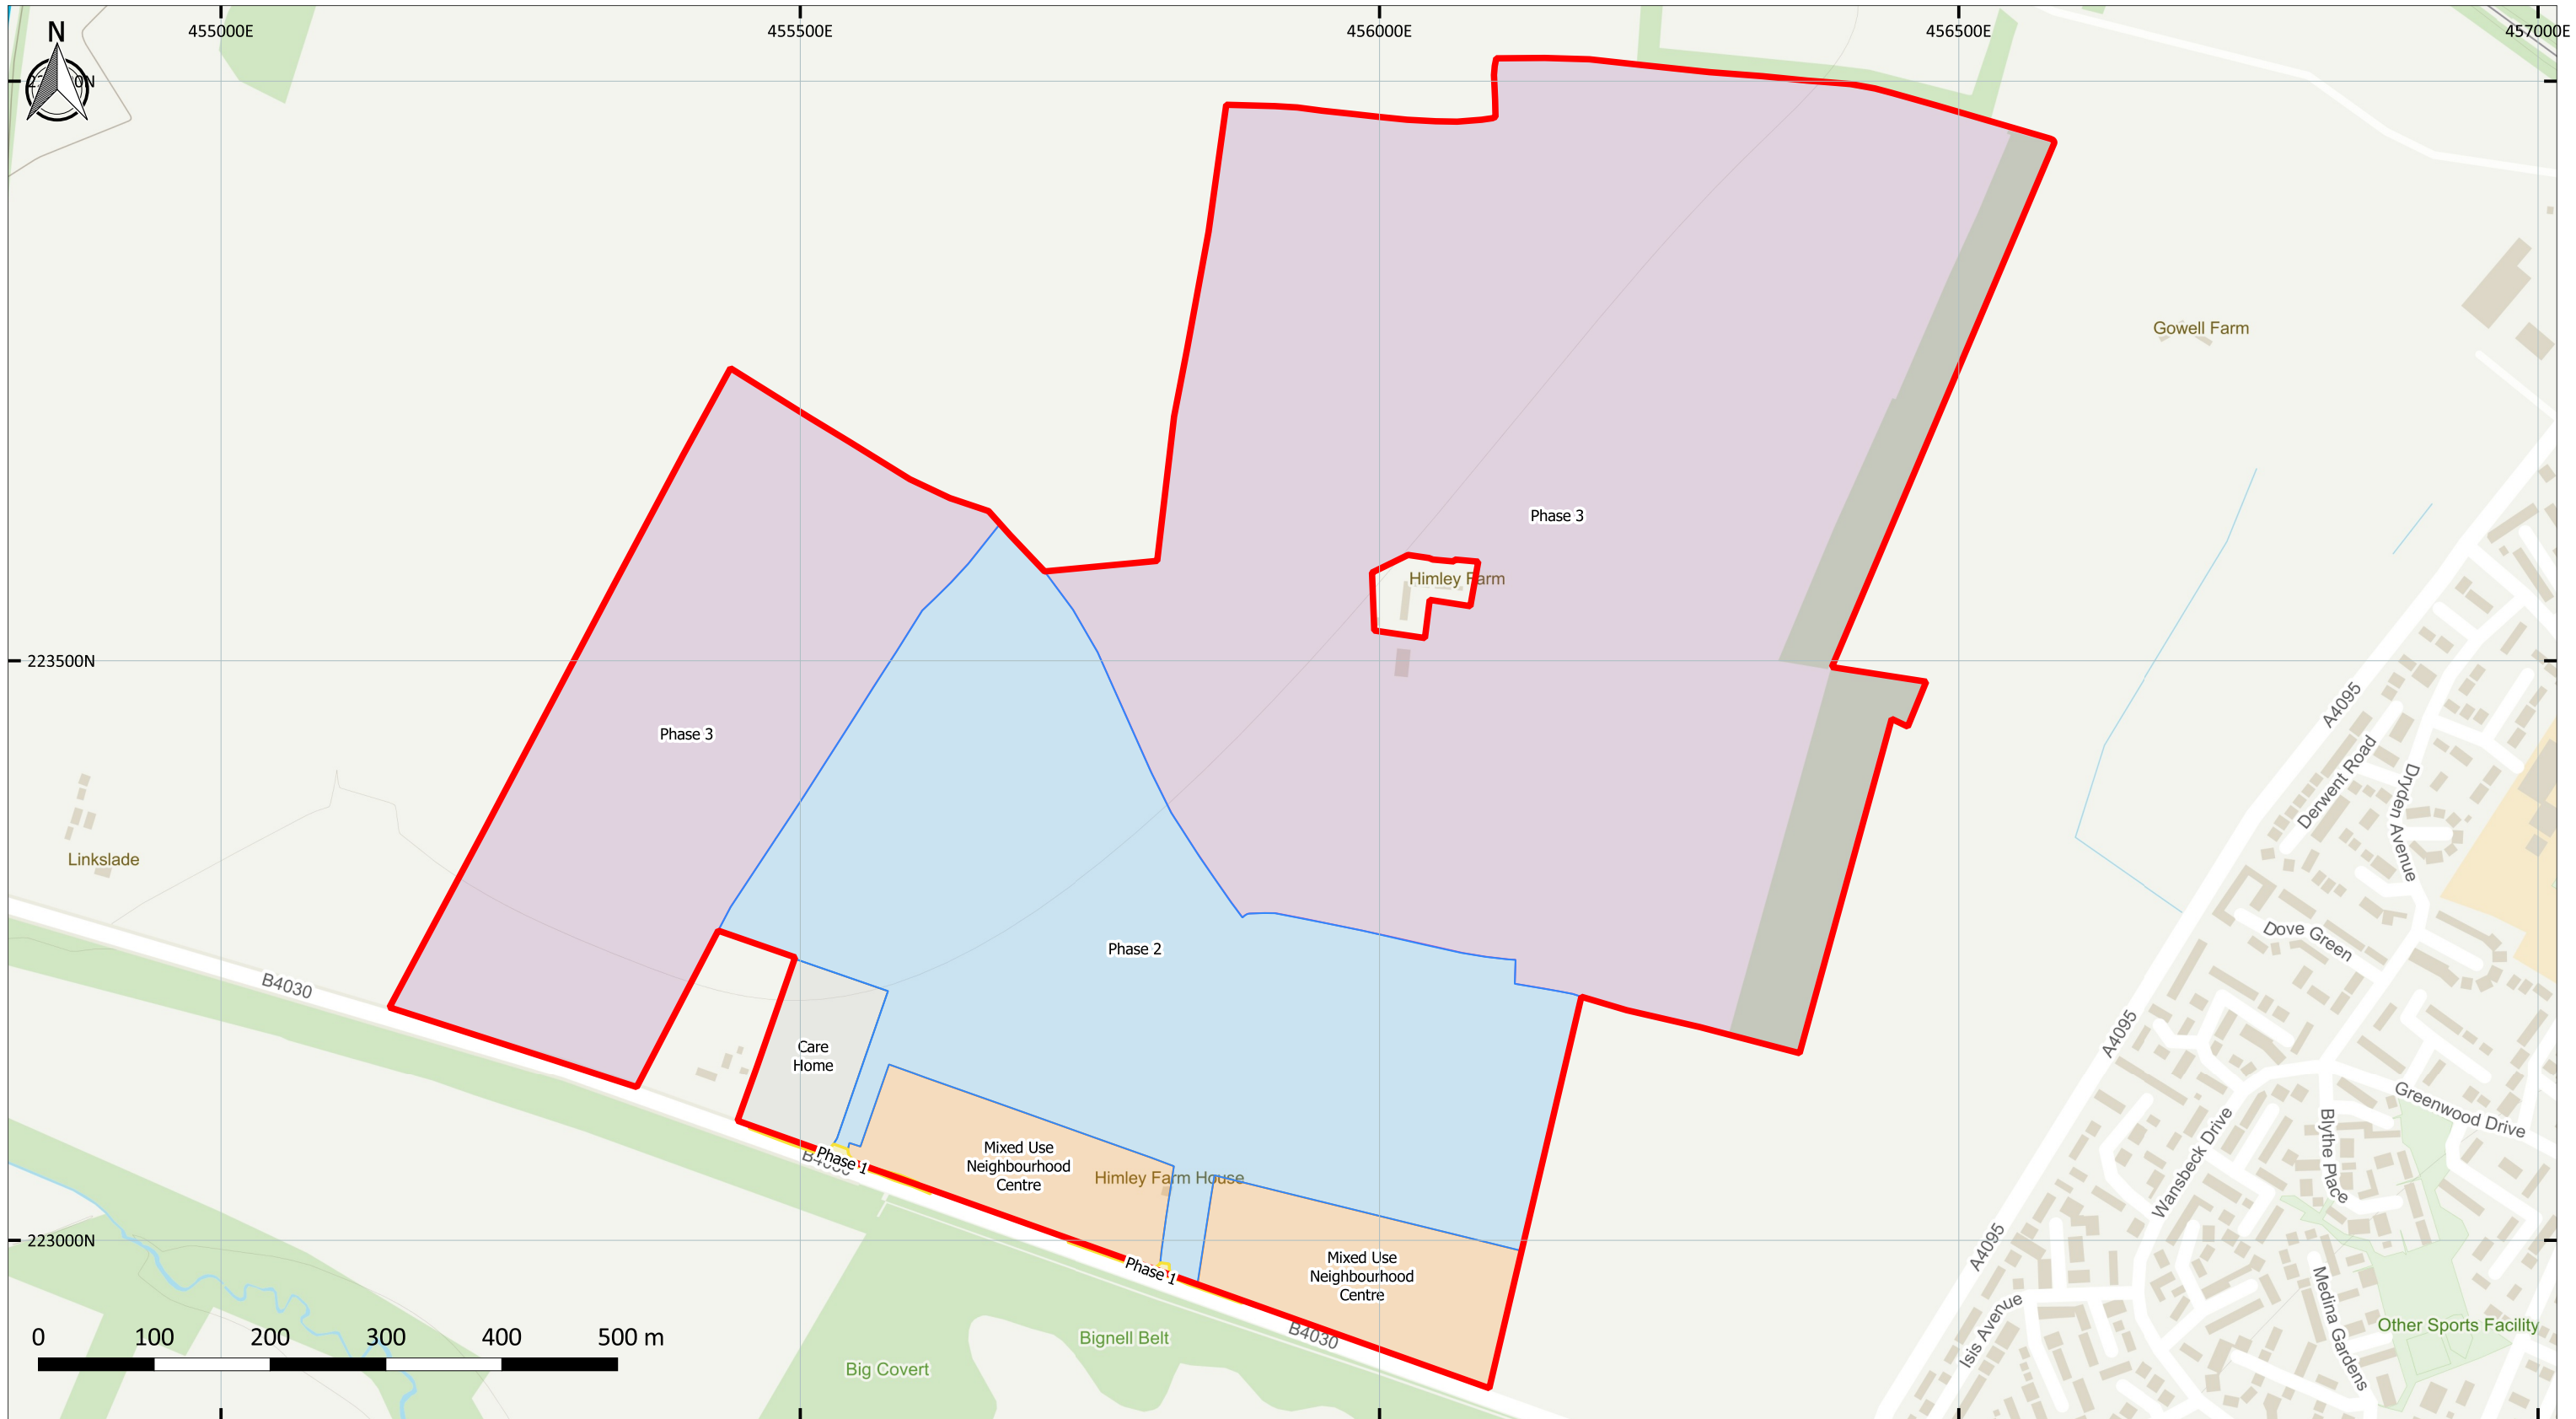 455000E
455500E
456000E
456500E
457000E
N
Gowell Farm
Phase 3
Himley Farm
223500N
A4095
Phase 3
Derwent Road
Dryden Avenue
Linkslade
Dove Green
Phase 2
B4030
A4095
Care
Home
Greenwood Drive
Wansbeck Drive
Blythe Place
Mixed Use
Neighbourhood
Centre
Phase 1
Himley Farm House
223000N
A4095
Mixed Use
Neighbourhood
Centre
Phase 1
Medina Gardens
Isis Avenue
B4030
Bignell Belt
Other Sports Facility
Big Covert
0 100 200 300 400 500 m